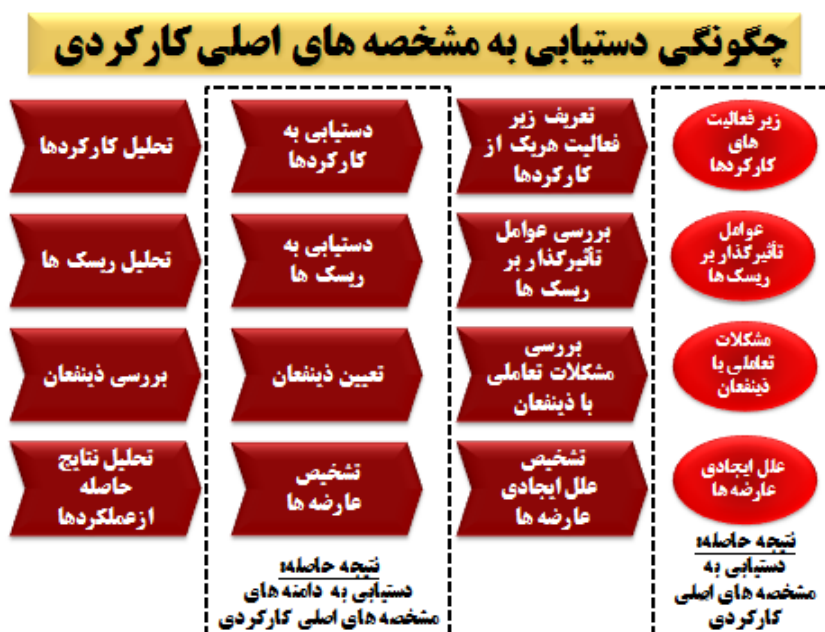 چگونگی دستیابی به مشخصه های اصلی کارکردی
تحلیل کارکردها
دستیابی به
کارکردها
تعریف زیر
فعالیت هریک از
کارکردها
زیر فعالیت
های
کارکردها
تحلیل ریسک ها
دستیابی به
ریسک ها
بررسی عوامل
تأثیرگذار بر
ریسک ها
عوامل
تأثیرگذار بر
ریسک ها
بررسی ذینفعان
تعیین ذینفعان
بررسی
مشکلات تعاملی
با ذینفعان
مشکلات
تعاملی با
ذینفعان
تحلیل نتایج
حاصله
ازعملکردها
تشخیص
عارضه ها
تشخیص
علل ایجادی
عارضه ها
علل ایجادی
عارضه ها
نتیجه حاصله:
دستیابی به دامنه های
مشخصه های اصلی کارکردی
نتیجه حاصله:
دستیابی به
مشخصه های اصلی
کارکردی